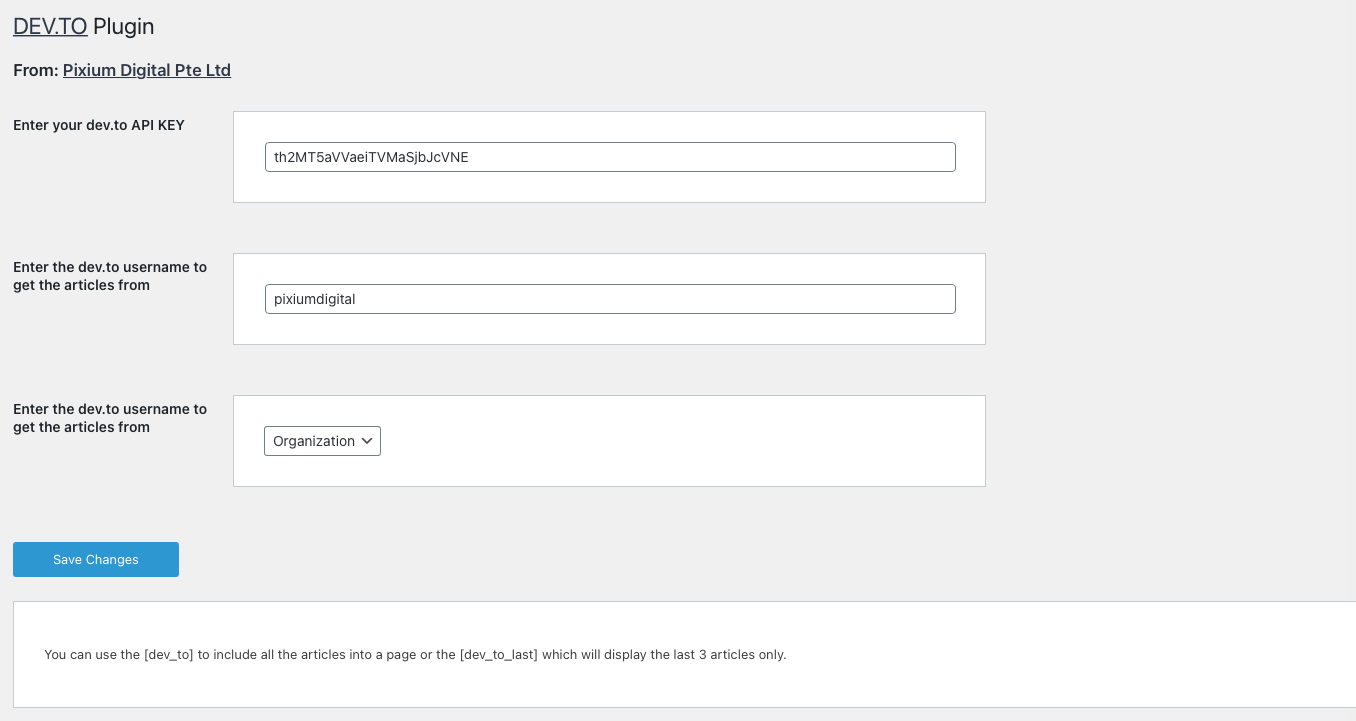 DEV.TO Plugin
From: Pixium Digital Pte Ltd
Enter your dev.to API KEY
th2MT5aVVaeiTVMaSjbJcVNE
Enter the dev.to username to
get the articles from
pixiumdigital
Enter the dev.to username to
get the articles from
Organization
Save Changes
You can use the [dev_to] to include all the articles into a page or the [dev_to_last] which will display the last 3 articles only.